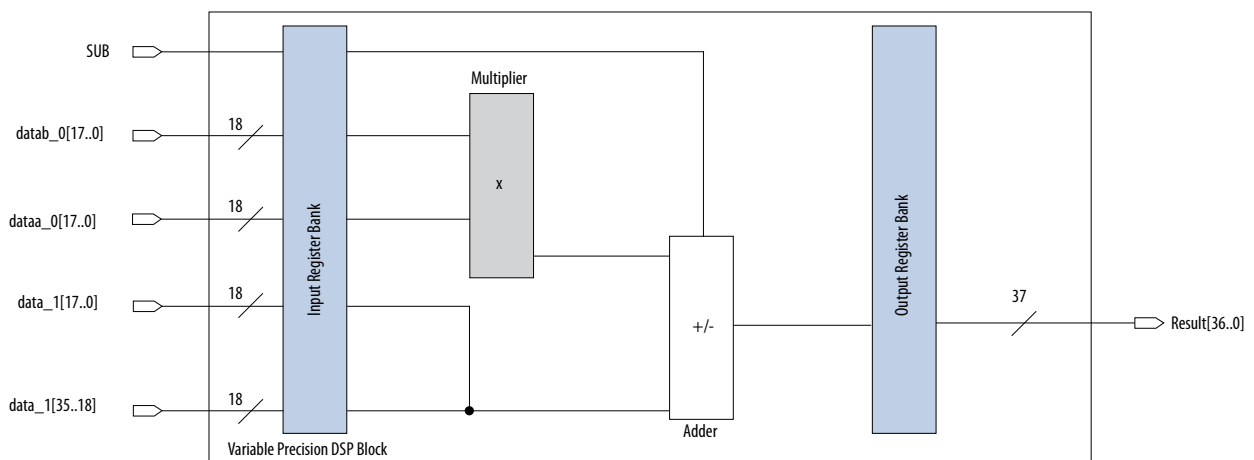 SUB
Multiplier
datab_0[17..0]
18
x
dataa_0[17..0]
18
Input Register Bank
Output Register Bank
data_1[17..0]
18
+/-
37
Result[36..0]
data_1[35..18]
18
Adder
Variable Precision DSP Block